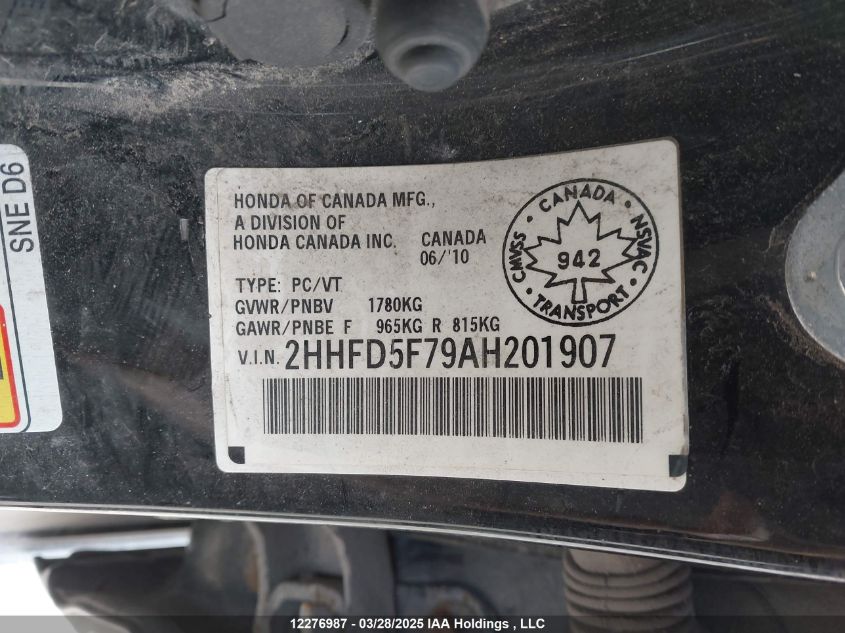 SNE D6
HONDA OF CANADA MFG.,
A DIVISION OF
HONDA CANADA INC. CANADA
06/'10
TYPE: PC/VT
GVWR/PNBV 1780KG
GAWR/PNBE F 965KG R 815KG
V.I.N. 2HHFD5F79AH201907
CANADA
CMVSS 942 NSVAC
TRANSPORT
12276987 - 03/28/2025 IAA Holdings , LLC